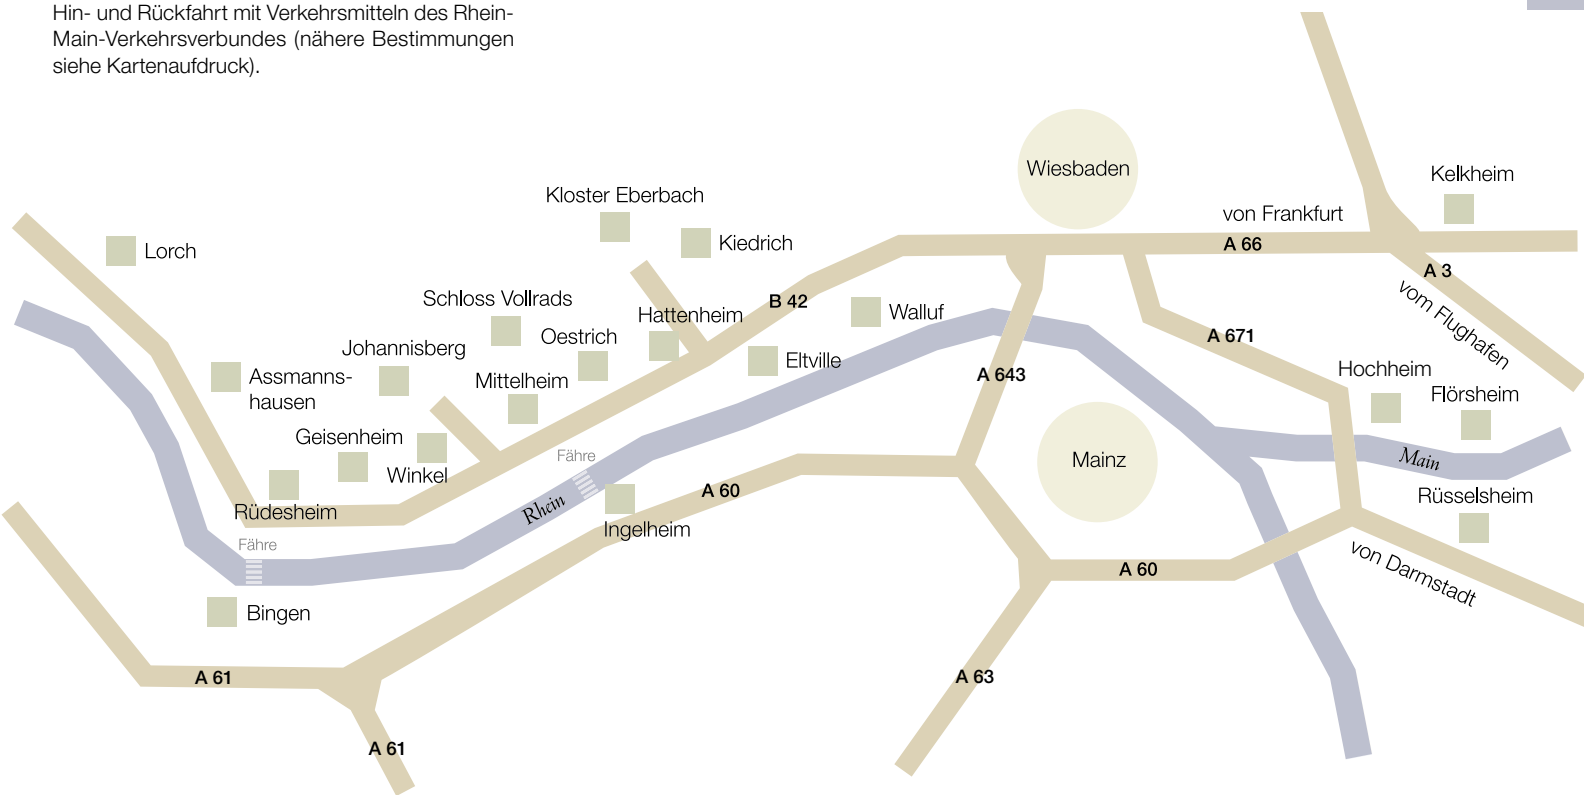 Hin- und Rückfahrt mit Verkehrsmitteln des Rhein-
Main-Verkehrsverbundes (nähere Bestimmungen
siehe Kartenaufdruck).
Wiesbaden
Kelkheim
Kloster Eberbach
von Frankfurt
Kiedrich
A 66
Lorch
A 3
Schloss Vollrads
B 42
vom Flughafen
Hattenheim
Walluf
Oestrich
A 671
Johannisberg
Eltville
Assmanns-
hausen
Mittelheim
A 643
Hochheim
Flörsheim
Geisenheim
Winkel
Fähre
Mainz
Main
Rüdesheim
Rhein
A 60
Rüsselsheim
Ingelheim
Fähre
von Darmstadt
A 60
Bingen
A 61
A 63
A 61